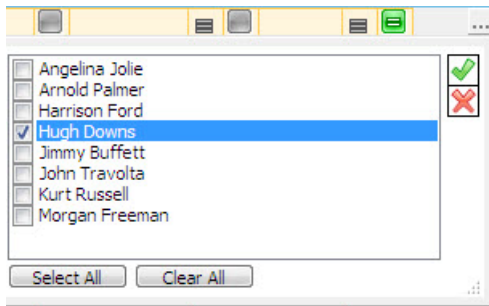 Angelina Jolie
Arnold Palmer
Harrison Ford
Hugh Downs
Jimmy Buffett
John Travolta
Kurt Russell
Morgan Freeman
Select All Clear All